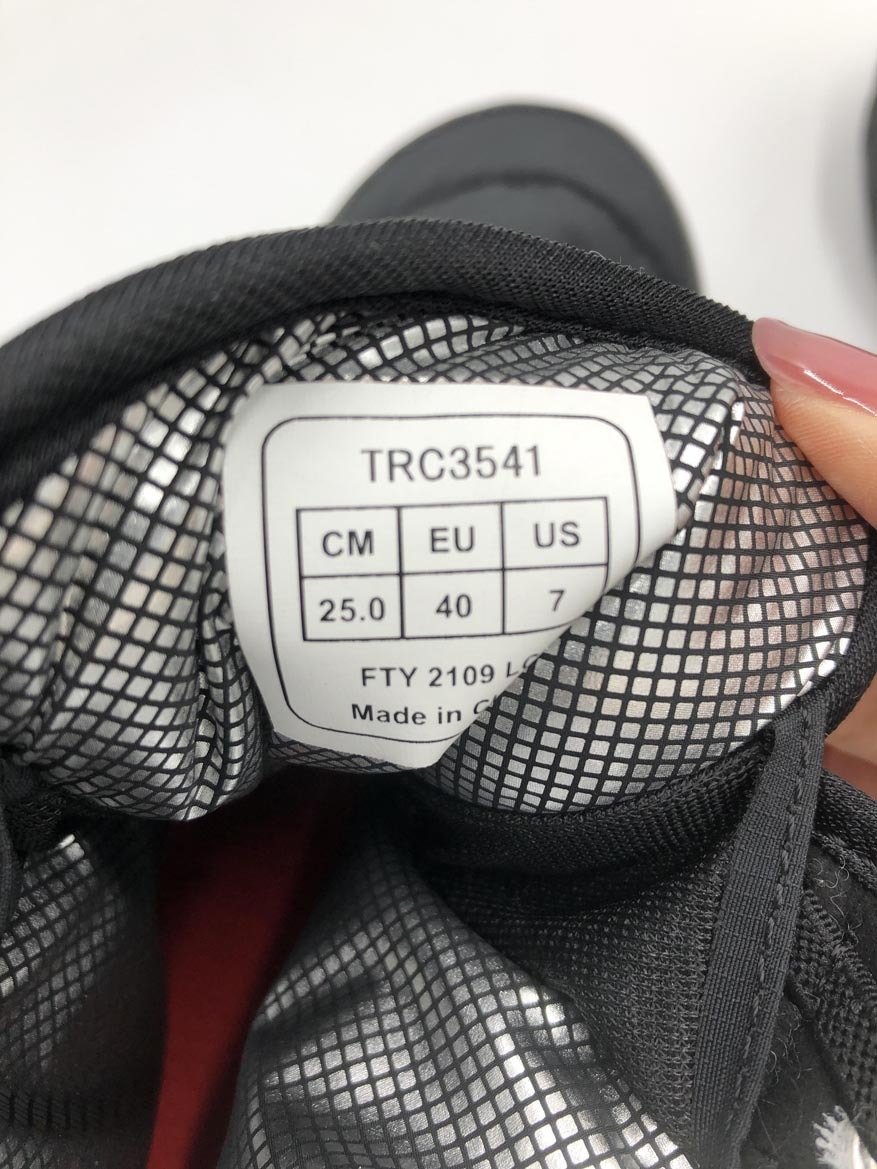 TRC3541
CM EU US
25.0 40 7
FTY 2109
Made in